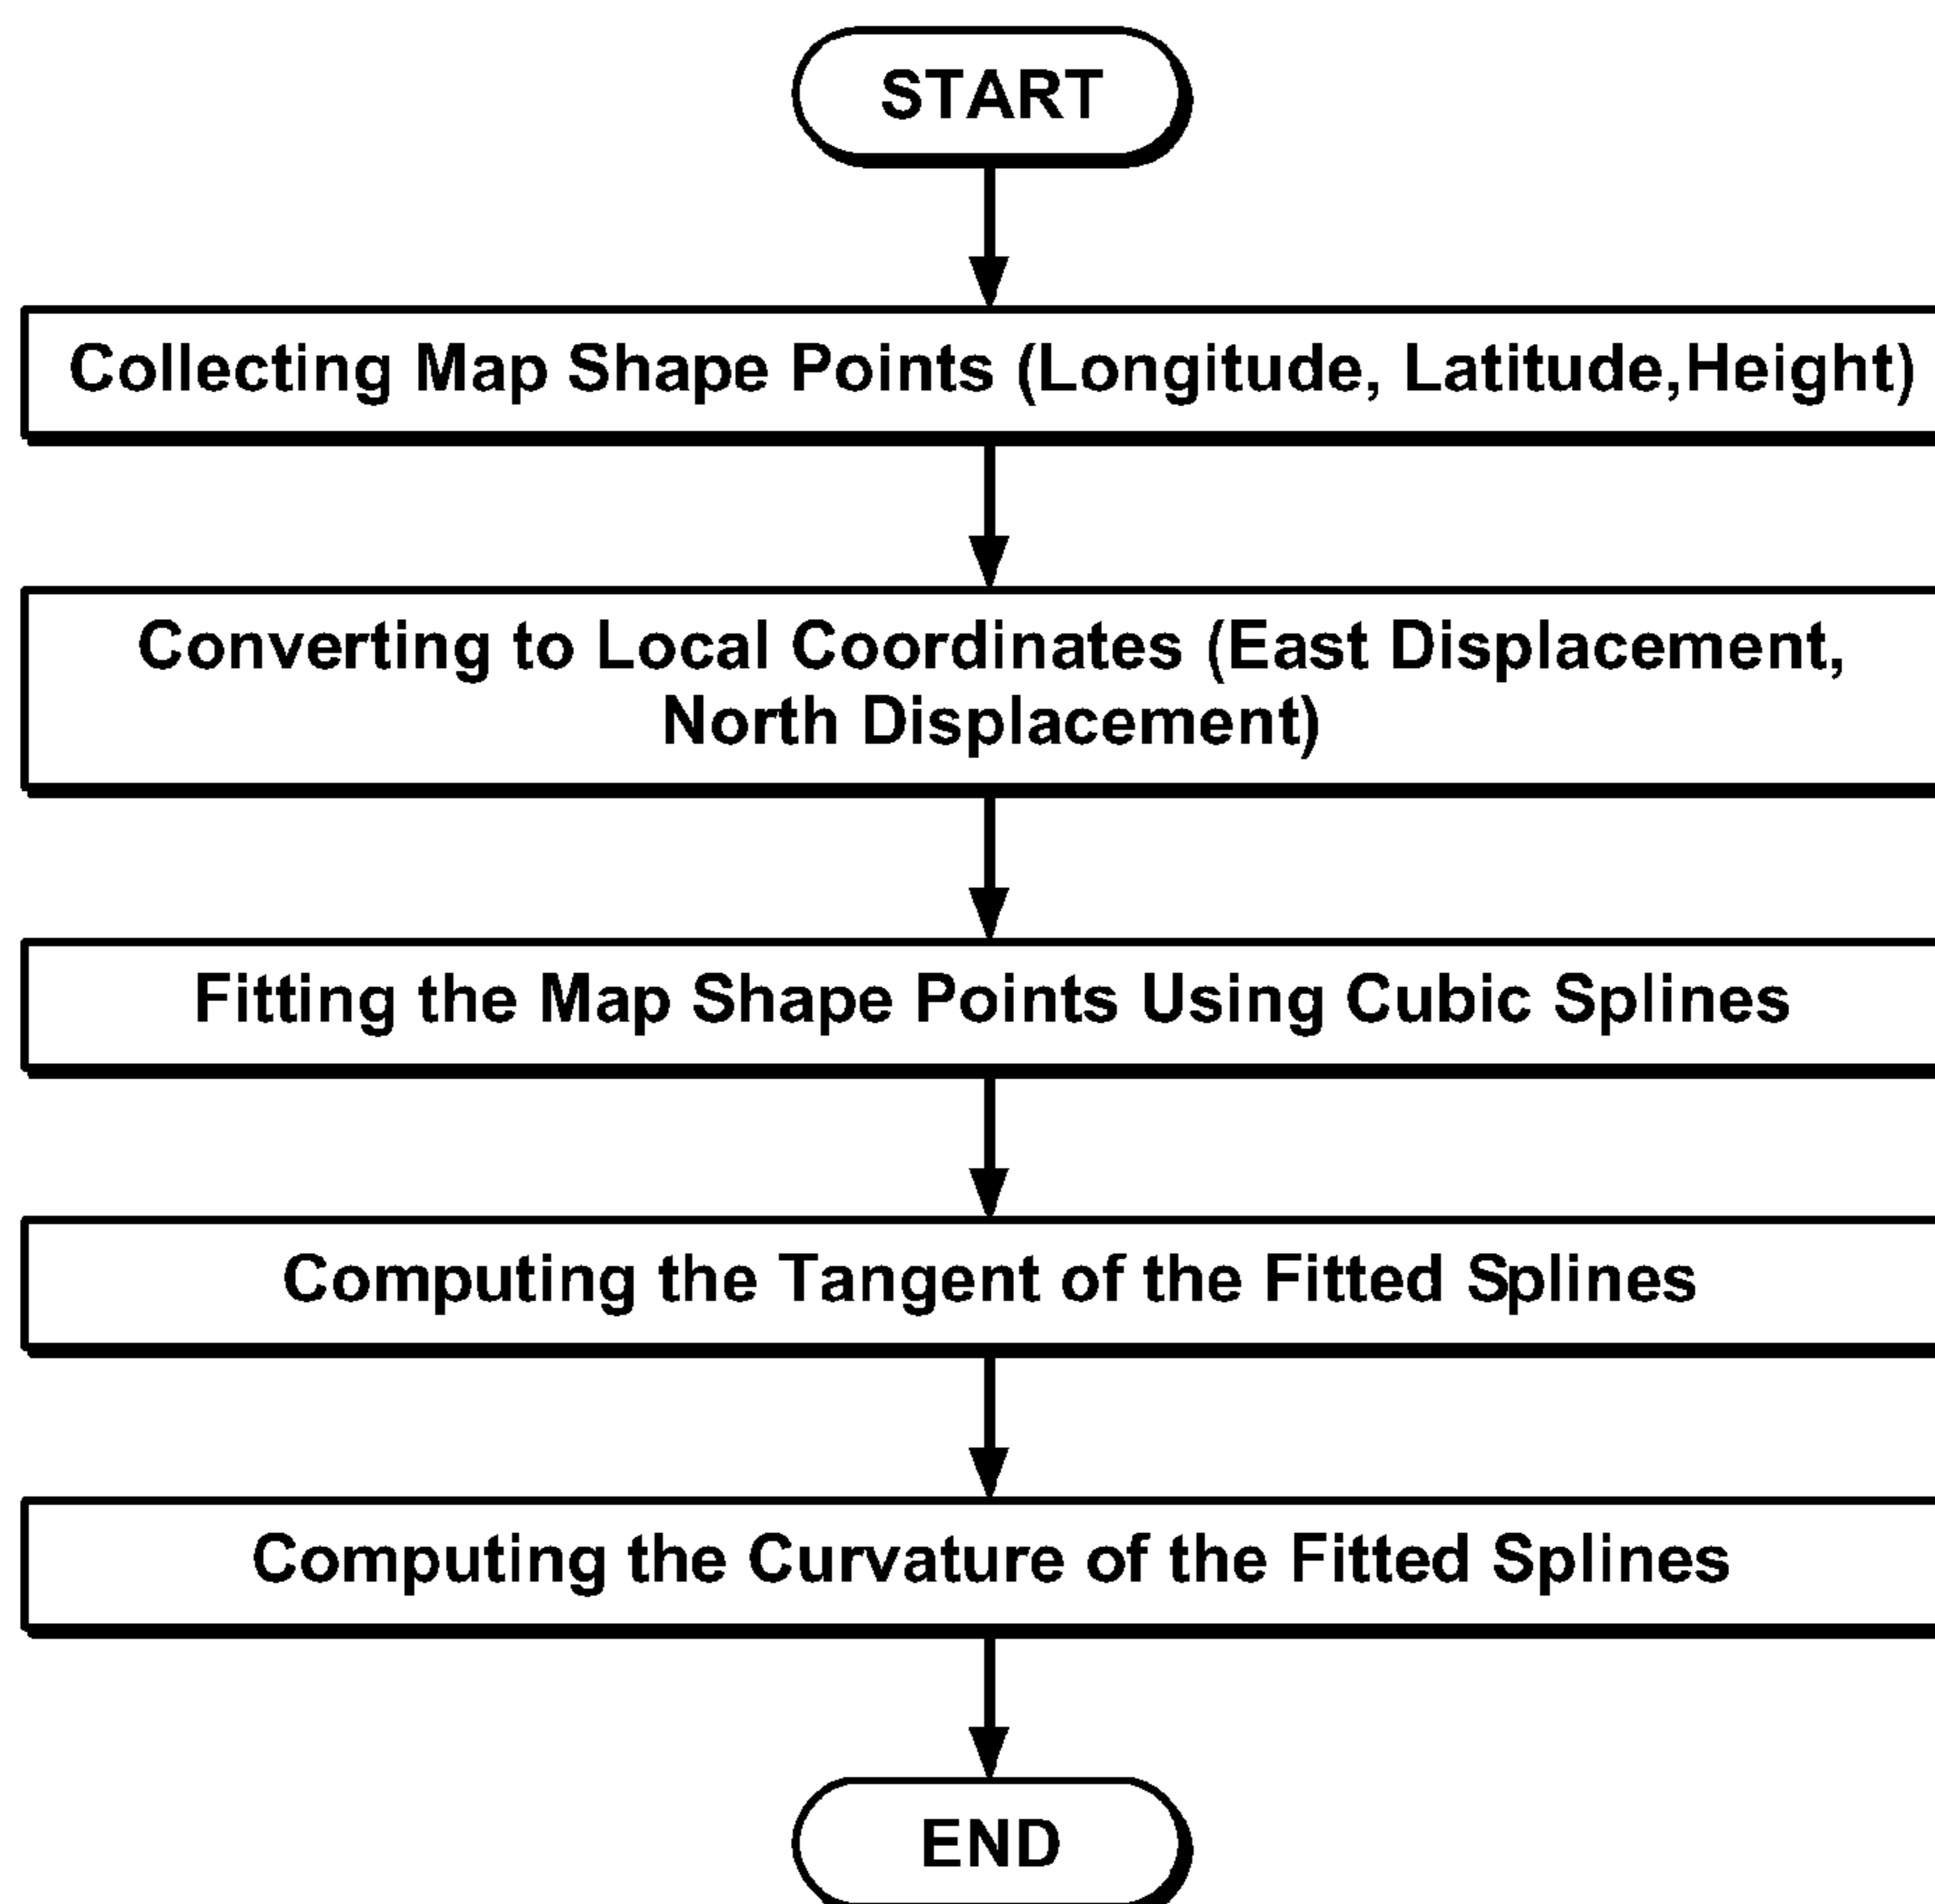 START
Collecting Map Shape Points (Longitude, Latitude,Height)
Converting to Local Coordinates (East Displacement,
North Displacement)
Fitting the Map Shape Points Using Cubic Splines
Computing the Tangent of the Fitted Splines
Computing the Curvature of the Fitted Splines
END